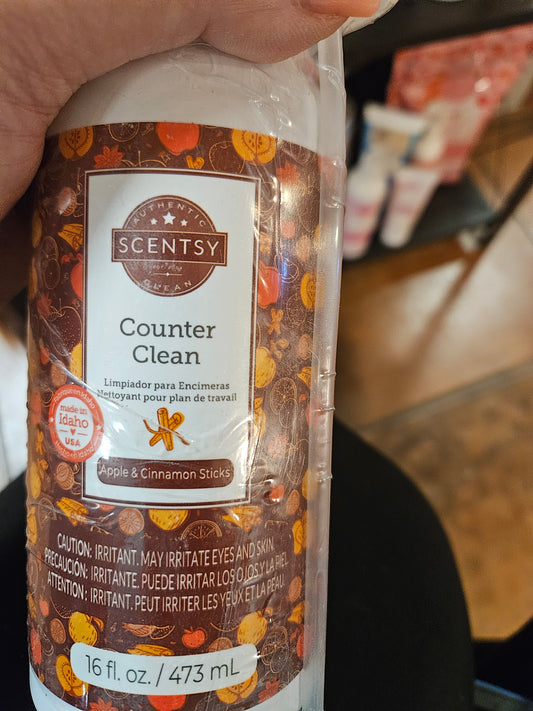 AUTHENTIC
SCENTSY
CLEAN
Counter
Clean
Limpiador para Encimeras
Nettoyant pour plan de travail
made in
Idaho
USA
Apple & Cinnamon Sticks
CAUTION: IRRITANT. MAY IRRITATE EYES AND SKIN.
PRECAUCIÓN: IRRITANTE. PUEDE IRRITAR LOS OJOS Y LA PIEL.
ATTENTION: IRRITANT. PEUT IRRITER LES YEUX ET LA PEAU.
16 fl. oz. / 473 mL